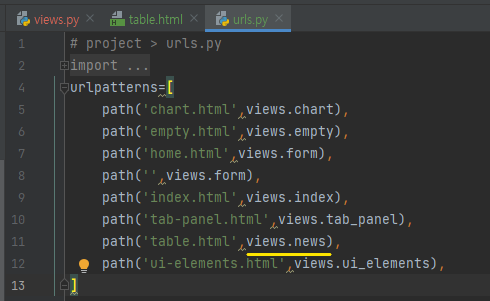 views.py
table.html
urls.py
1 # project > urls.py
2 import ...
4 urlpatterns=[
5 path('chart.html',views.chart),
6 path('empty.html',views.empty),
7 path('home.html',views.form),
8 path('',views.form),
9 path('index.html',views.index),
10 path('tab-panel.html',views.tab_panel),
11 path('table.html',views.news),
12 path('ui-elements.html',views.ui_elements),
13 ]